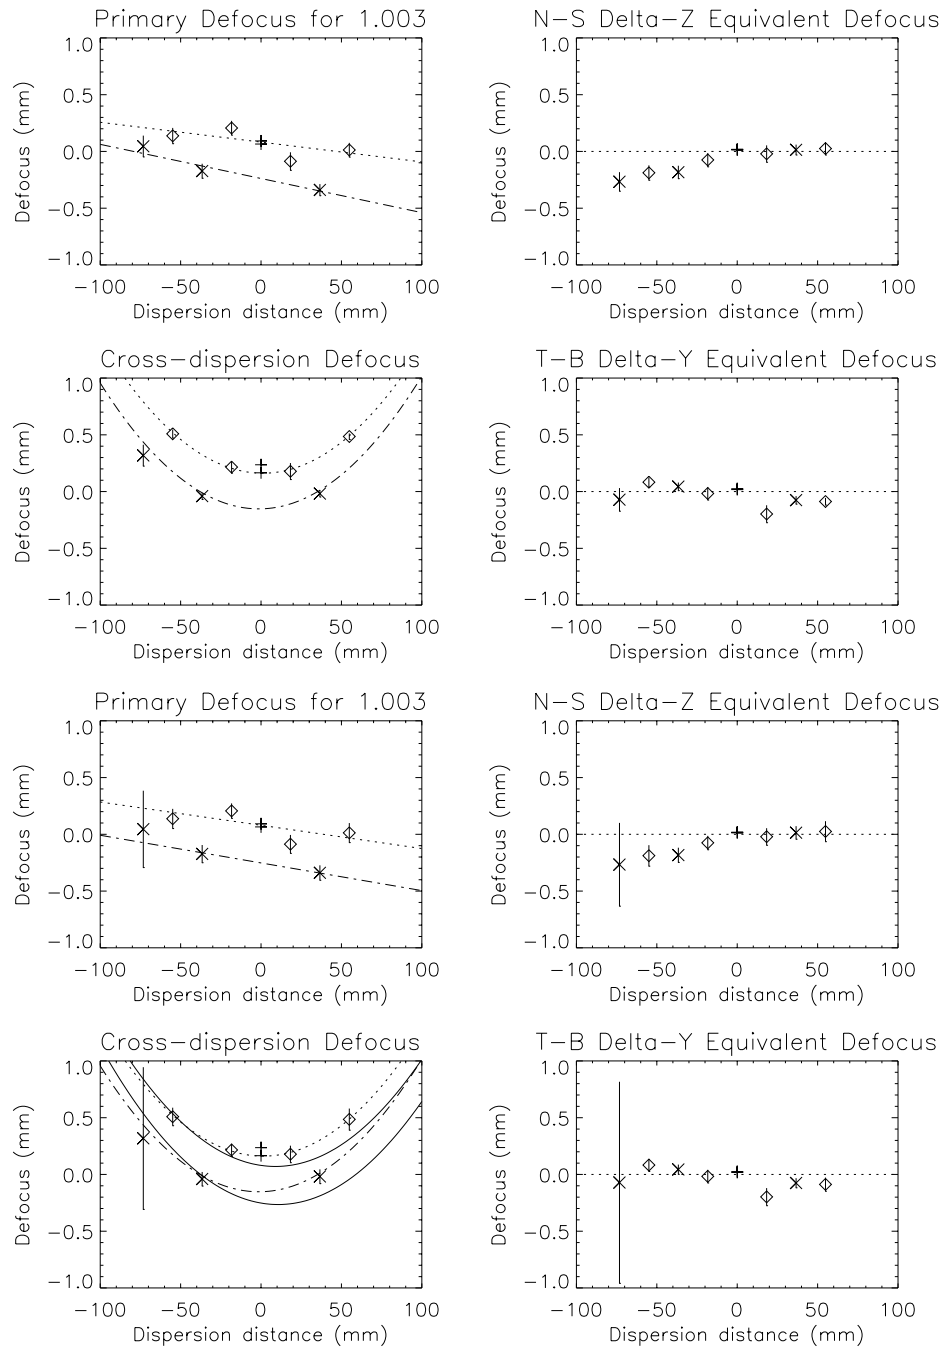 Primary Defocus for 1.003
1.0
0.5
0.0
−0.5
−1.0
Defocus (mm)
−100 −50 0 50 100
Dispersion distance (mm)
N−S Delta−Z Equivalent Defocus
1.0
0.5
0.0
−0.5
−1.0
Defocus (mm)
−100 −50 0 50 100
Dispersion distance (mm)
Cross−dispersion Defocus
1.0
0.5
0.0
−0.5
−1.0
Defocus (mm)
−100 −50 0 50 100
Dispersion distance (mm)
T−B Delta−Y Equivalent Defocus
1.0
0.5
0.0
−0.5
−1.0
Defocus (mm)
−100 −50 0 50 100
Dispersion distance (mm)
Primary Defocus for 1.003
1.0
0.5
0.0
−0.5
−1.0
Defocus (mm)
−100 −50 0 50 100
Dispersion distance (mm)
N−S Delta−Z Equivalent Defocus
1.0
0.5
0.0
−0.5
−1.0
Defocus (mm)
−100 −50 0 50 100
Dispersion distance (mm)
Cross−dispersion Defocus
1.0
0.5
0.0
−0.5
−1.0
Defocus (mm)
−100 −50 0 50 100
Dispersion distance (mm)
T−B Delta−Y Equivalent Defocus
1.0
0.5
0.0
−0.5
−1.0
Defocus (mm)
−100 −50 0 50 100
Dispersion distance (mm)